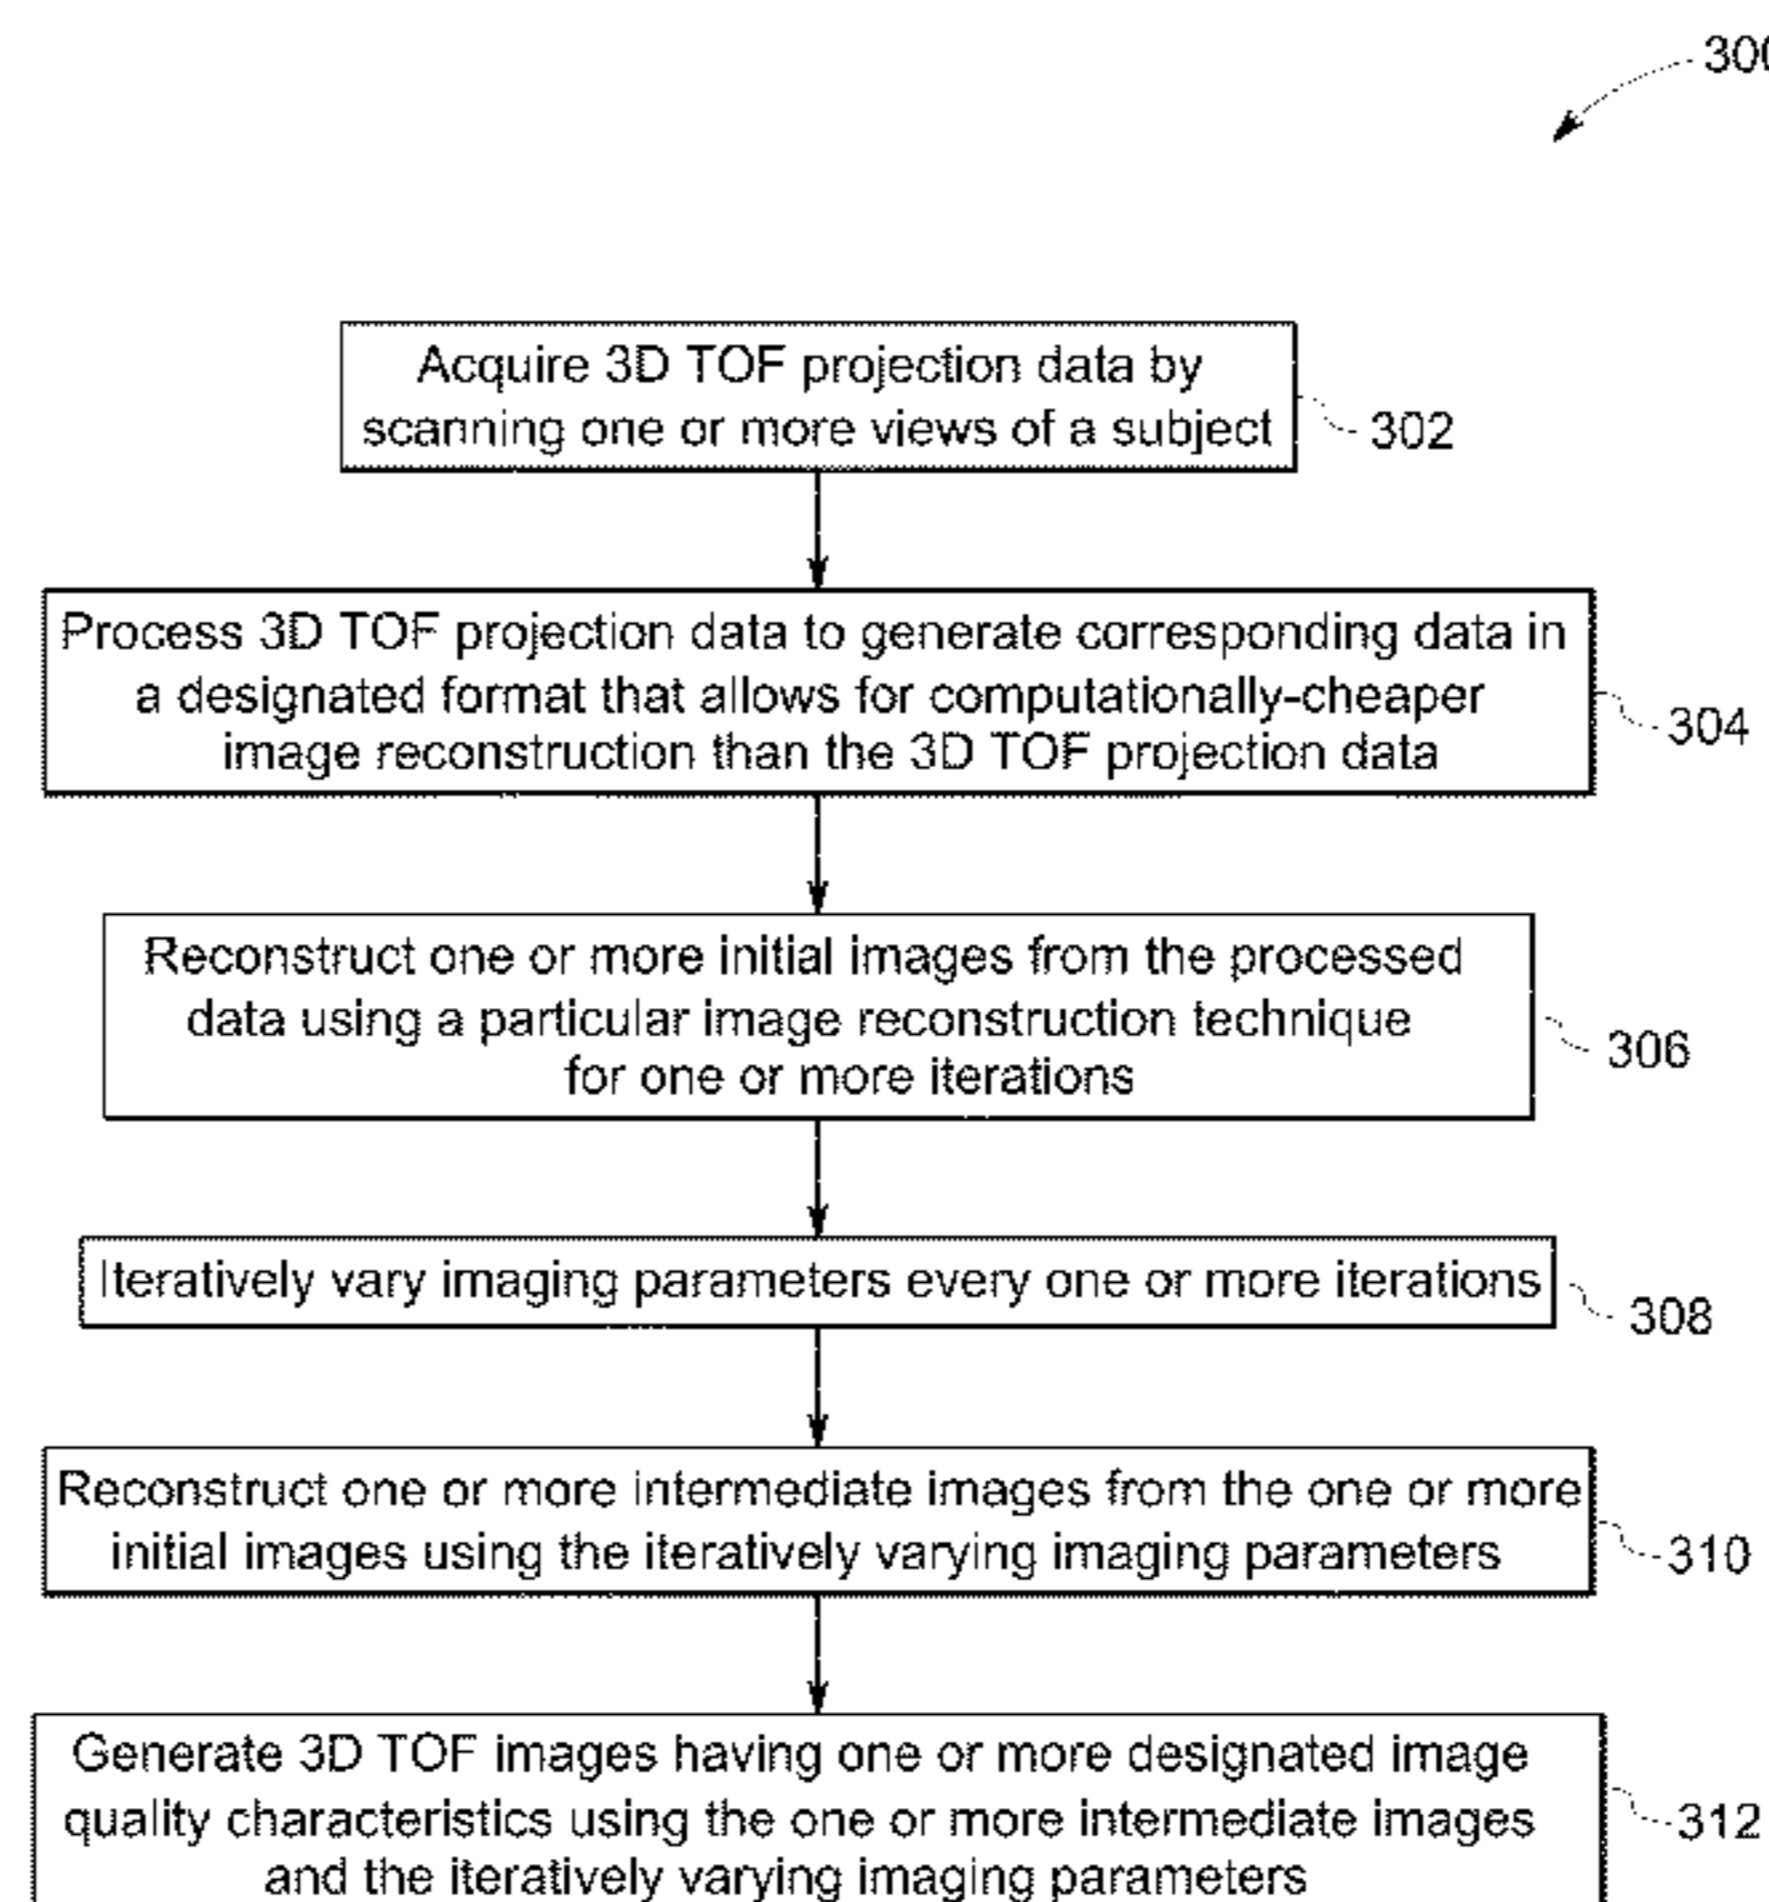 300
Acquire 3D TOF projection data by
scanning one or more views of a subject
302
Process 3D TOF projection data to generate corresponding data in
a designated format that allows for computationally-cheaper
image reconstruction than the 3D TOF projection data
304
Reconstruct one or more initial images from the processed
data using a particular image reconstruction technique
for one or more iterations
306
Iteratively vary imaging parameters every one or more iterations
308
Reconstruct one or more intermediate images from the one or more
initial images using the iteratively varying imaging parameters
310
Generate 3D TOF images having one or more designated image
quality characteristics using the one or more intermediate images
and the iteratively varying imaging parameters
312